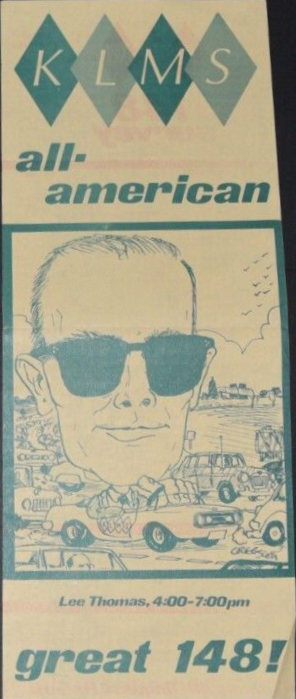 KLMS
all-
american
Lee Thomas, 4:00-7:00pm
great 148!